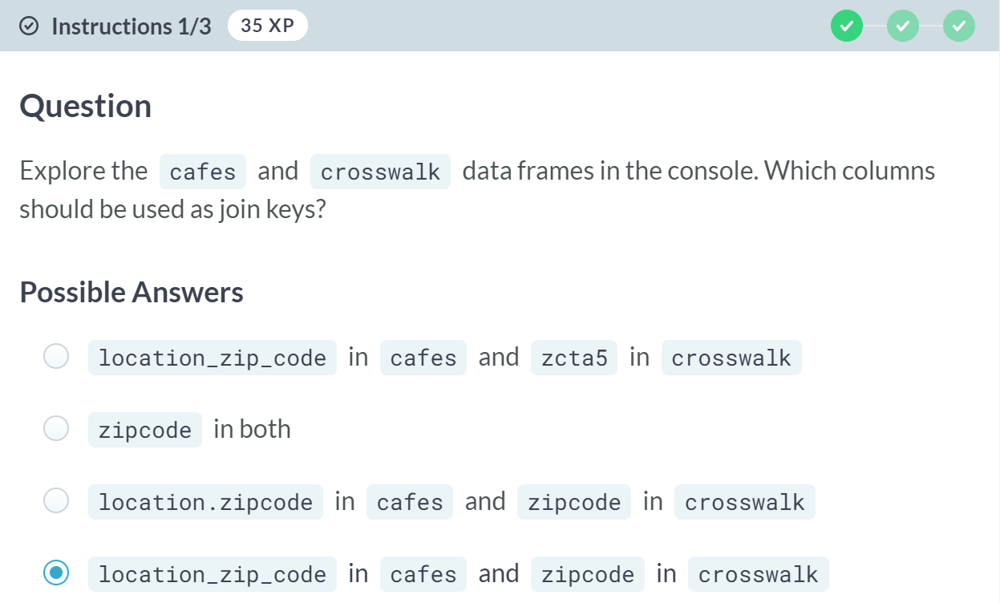 Instructions 1/3 35 XP
Question
Explore the cafes and crosswalk data frames in the console. Which columns
should be used as join keys?
Possible Answers
location_zip_code in cafes and zcta5 in crosswalk
zipcode in both
location.zipcode in cafes and zipcode in crosswalk
location_zip_code in cafes and zipcode in crosswalk